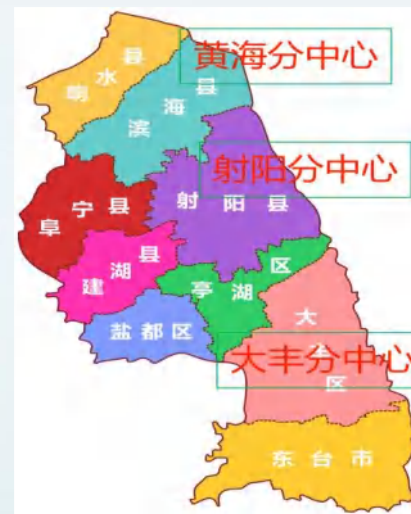 响水县
黄海分中心
滨海县
射阳分中心
阜宁县
射阳县
建湖县
亭湖区
盐都区
大丰区
大丰分中心
东台市